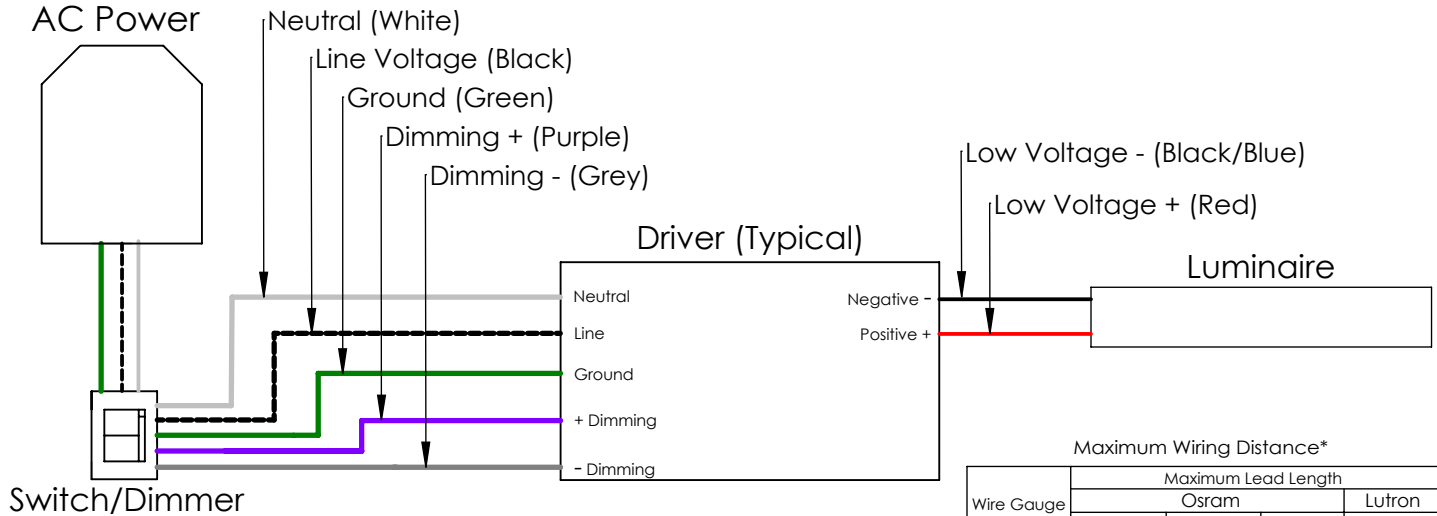 AC Power
Neutral (White)
Line Voltage (Black)
Ground (Green)
Dimming + (Purple)
Dimming - (Grey)
Low Voltage - (Black/Blue)
Low Voltage + (Red)
Driver (Typical)
Luminaire
Neutral
Negative -
Line
Positive +
Ground
+ Dimming
- Dimming
Switch/Dimmer
Maximum Wiring Distance*
Maximum Lead Length
Wire Gauge
Osram
Lutron